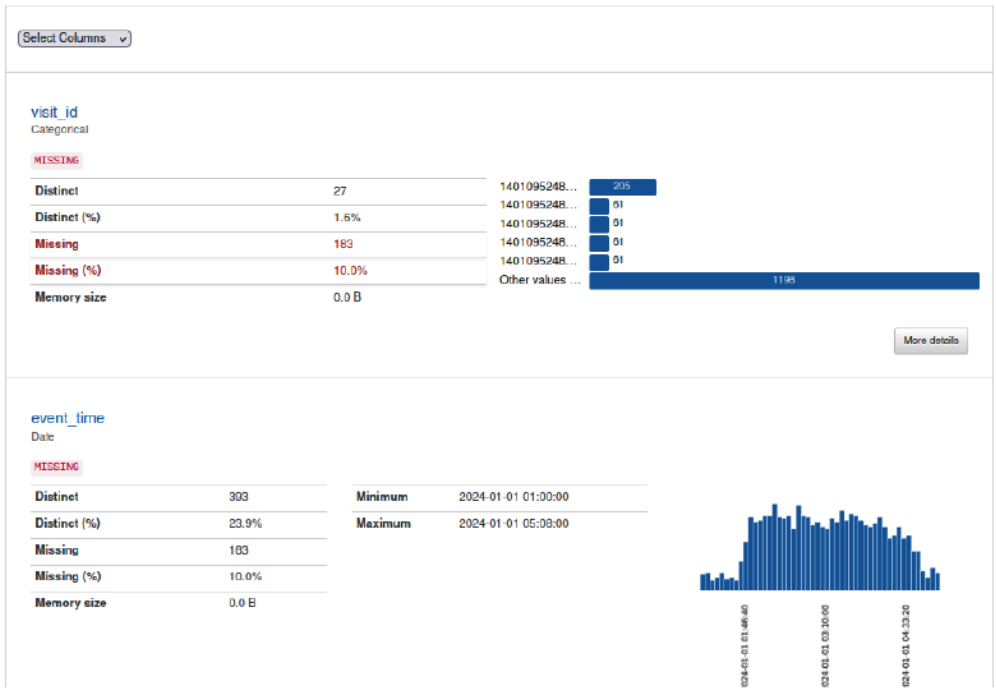 Select Columns
visit_id
Categorical
MISSING
Distinct 27
Distinct (%) 1.6%
Missing 183
Missing (%) 10.0%
Memory size 0.0 B
1401095248... 205
1401095248... 61
1401095248... 61
1401095248... 61
1401095248... 61
Other values ... 1198
More details
event_time
Date
MISSING
Distinct 393
Distinct (%) 23.9%
Missing 183
Missing (%) 10.0%
Memory size 0.0 B
Minimum 2024-01-01 01:00:00
Maximum 2024-01-01 05:08:00
024-01-01 01:46:40
024-01-01 03:10:00
024-01-01 04:33:20